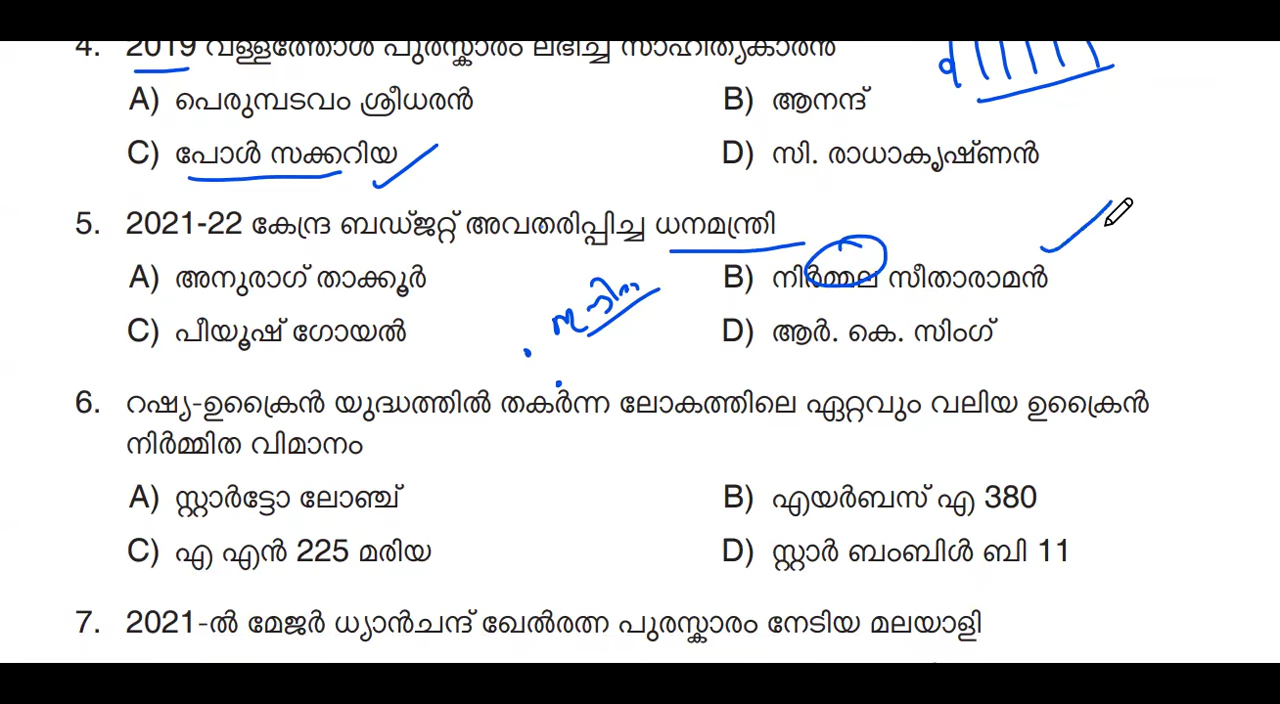 4. 2019 വള്ളത്തോൾ പുരസ്കാരം ലഭിച്ച സാഹിത്യകാരൻ
A) പെരുമ്പടവം ശ്രീധരൻ B) ആനന്ദ്
C) പോൾ സക്കറിയ D) സി. രാധാകൃഷ്ണൻ
5. 2021-22 കേന്ദ്ര ബഡ്ജറ്റ് അവതരിപ്പിച്ച ധനമന്ത്രി
A) അനുരാഗ് താക്കൂർ B) നിർമ്മല സീതാരാമൻ
C) പീയൂഷ് ഗോയൽ D) ആർ. കെ. സിംഗ്
6. റഷ്യ-ഉക്രൈൻ യുദ്ധത്തിൽ തകർന്ന ലോകത്തിലെ ഏറ്റവും വലിയ ഉക്രൈൻ
നിർമ്മിത വിമാനം
A) സ്റ്റാർട്ടോ ലോഞ്ച് B) എയർബസ് എ 380
C) എ എൻ 225 മരിയ D) സ്റ്റാർ ബംബിൾ ബി 11
7. 2021-ൽ മേജർ ധ്യാൻചന്ദ് ഖേൽരത്ന പുരസ്കാരം നേടിയ മലയാളി